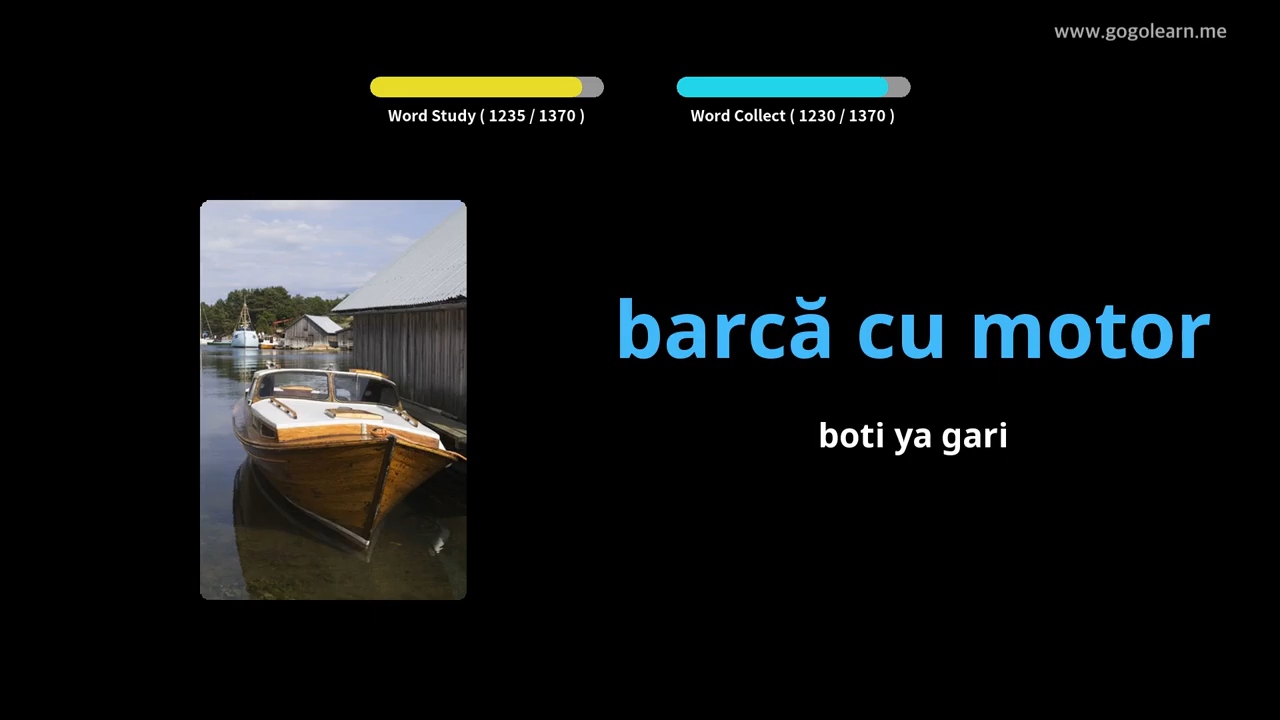 www.gogolearn.me
Word Study ( 1235 / 1370 )
Word Collect ( 1230 / 1370 )
barcă cu motor
boti ya gari